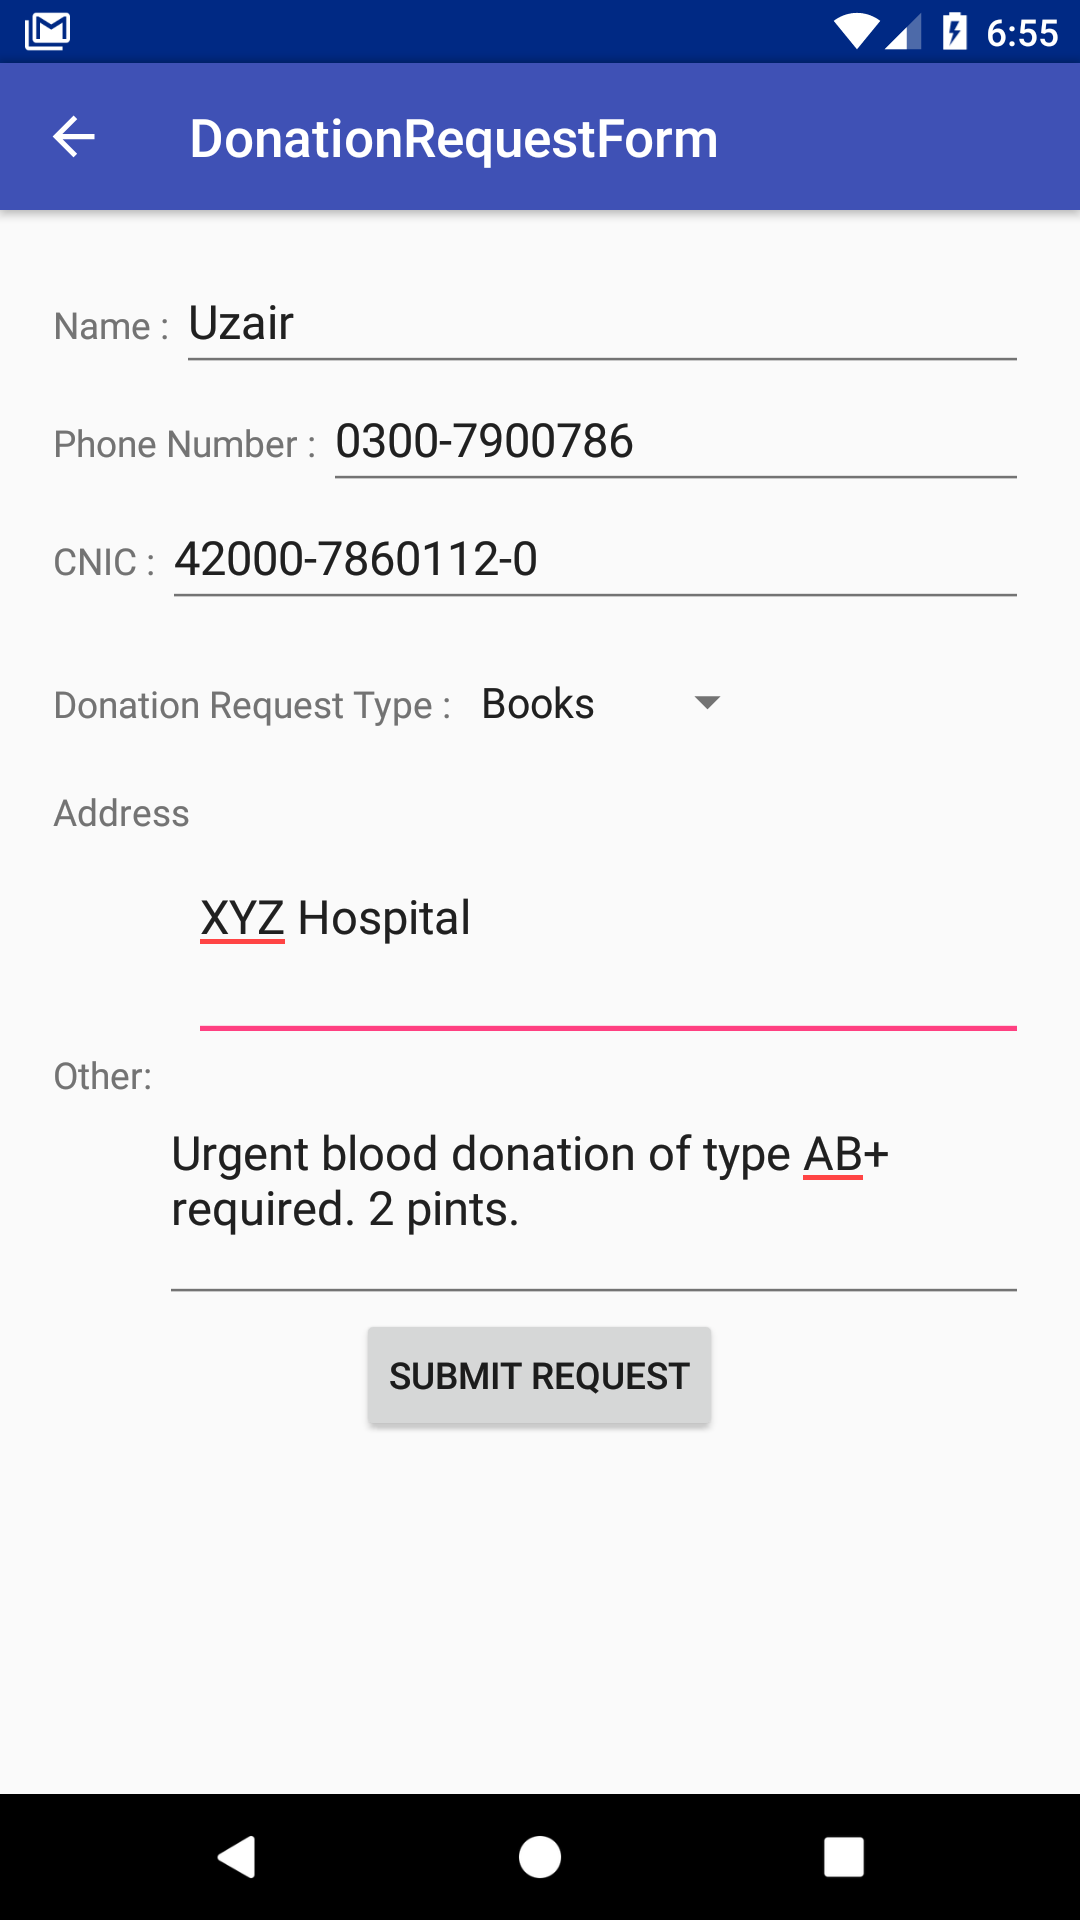 6:55
DonationRequestForm
Name : Uzair
Phone Number : 0300-7900786
CNIC : 42000-7860112-0
Donation Request Type : Books
Address
XYZ Hospital
Other:
Urgent blood donation of type AB+
required. 2 pints.
SUBMIT REQUEST